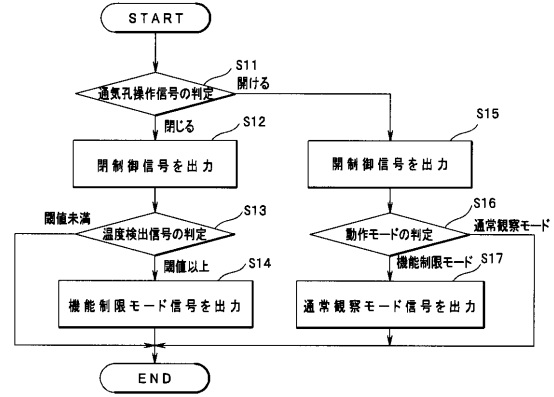 START
S11
通気孔操作信号の判定
開ける
閉じる
S12
閉制御信号を出力
S15
開制御信号を出力
閾値未満
S13
温度検出信号の判定
閾値以上
S16
動作モードの判定
通常観察モード
機能制限モード
S14
機能制限モード信号を出力
S17
通常観察モード信号を出力
END